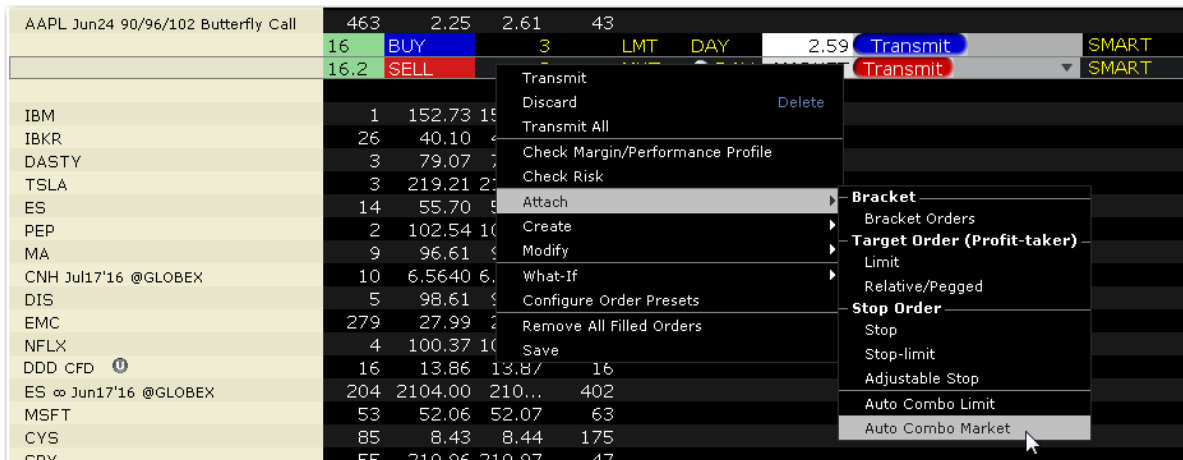 AAPL Jun24 90/96/102 Butterfly Call 463 2.25 2.61 43
16 BUY 3 LMT DAY 2.59 Transmit SMART
16.2 SELL Transmit SMART
Transmit
Discard Delete
Transmit All
Check Margin/Performance Profile
Check Risk
Attach
Create
Modify
What-If
Configure Order Presets
Remove All Filled Orders
Save
Bracket
Bracket Orders
Target Order (Profit-taker)
Limit
Relative/Pegged
Stop Order
Stop
Stop-limit
Adjustable Stop
Auto Combo Limit
Auto Combo Market
IBM 1 152.73
IBKR 26 40.10
DASTY 3 79.07
TSLA 3 219.21
ES 14 55.70
PEP 2 102.54
MA 9 96.61
CNH Jul17'16 @GLOBEX 10 6.5640
DIS 5 98.61
EMC 279 27.99
NFLX 4 100.37
DDD CFD U 16 13.86 13.87 16
ES ∞ Jun17'16 @GLOBEX 204 2104.00 210... 402
MSFT 53 52.06 52.07 63
CYS 85 8.43 8.44 175